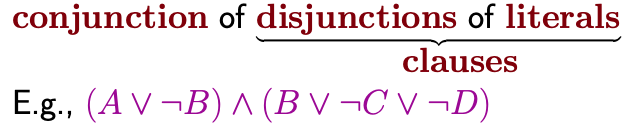 conjunction of disjunctions of literals
clauses
E.g., (A ∨ ¬B) ∧ (B ∨ ¬C ∨ ¬D)